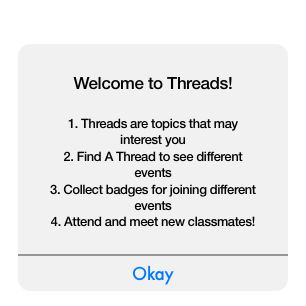 Welcome to Threads!
1. Threads are topics that may
interest you
2. Find A Thread to see different
events
3. Collect badges for joining different
events
4. Attend and meet new classmates!
Okay